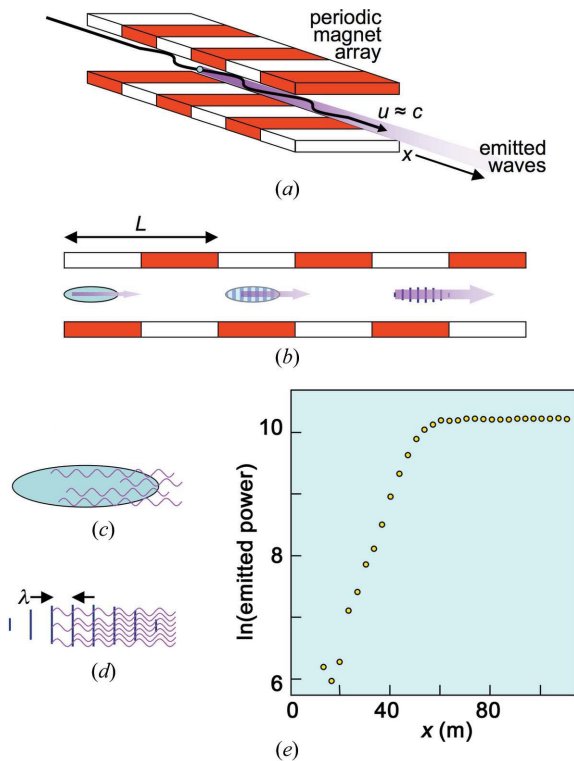 periodic
magnet
array
u ≈ c
x
emitted
waves
(a)
L
(b)
(c)
λ
(d)
ln(emitted power)
10
8
6
0
40
80
x (m)
(e)